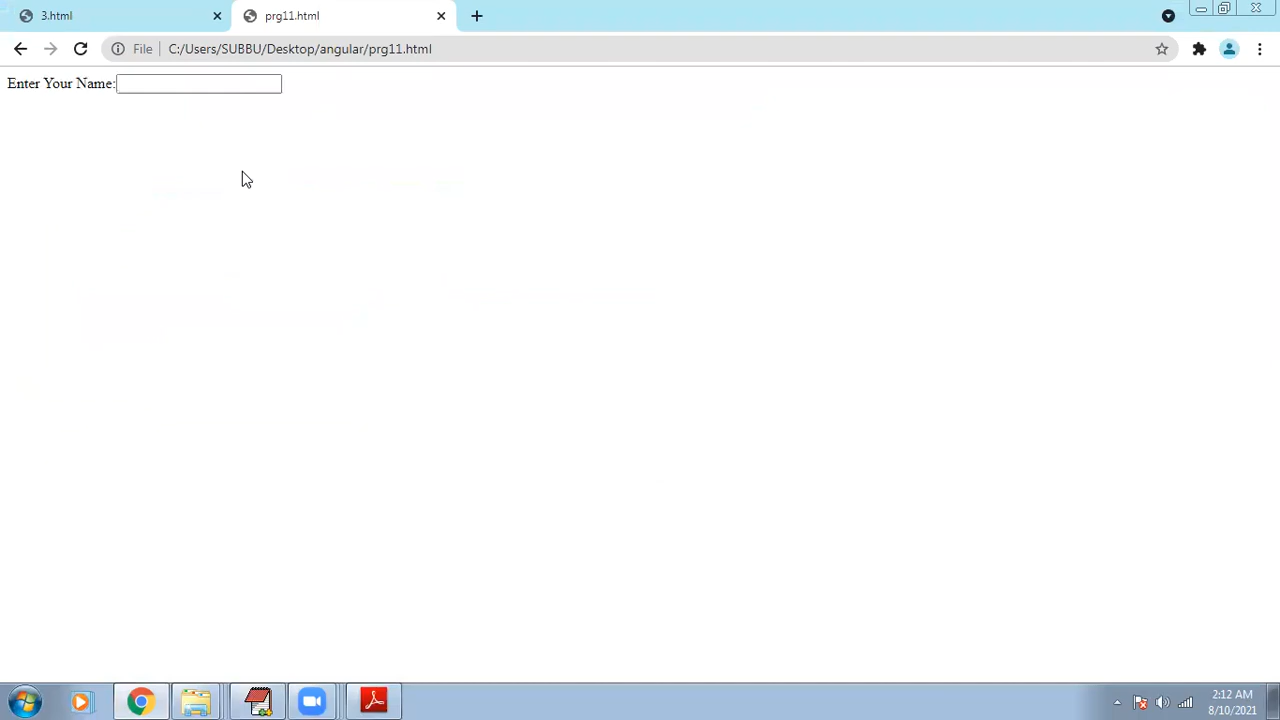 3.html
prg11.html
File C:/Users/SUBBU/Desktop/angular/prg11.html
Enter Your Name:
2:12 AM
8/10/2021